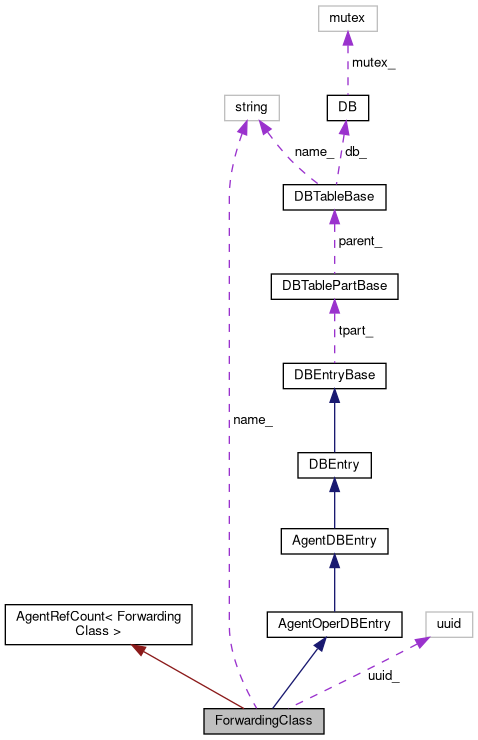 mutex
mutex_
string
DB
name_
db_
DBTableBase
parent_
DBTablePartBase
tpart_
DBEntryBase
name_
DBEntry
AgentDBEntry
AgentRefCount< Forwarding
Class >
AgentOperDBEntry
uuid
uuid_
ForwardingClass